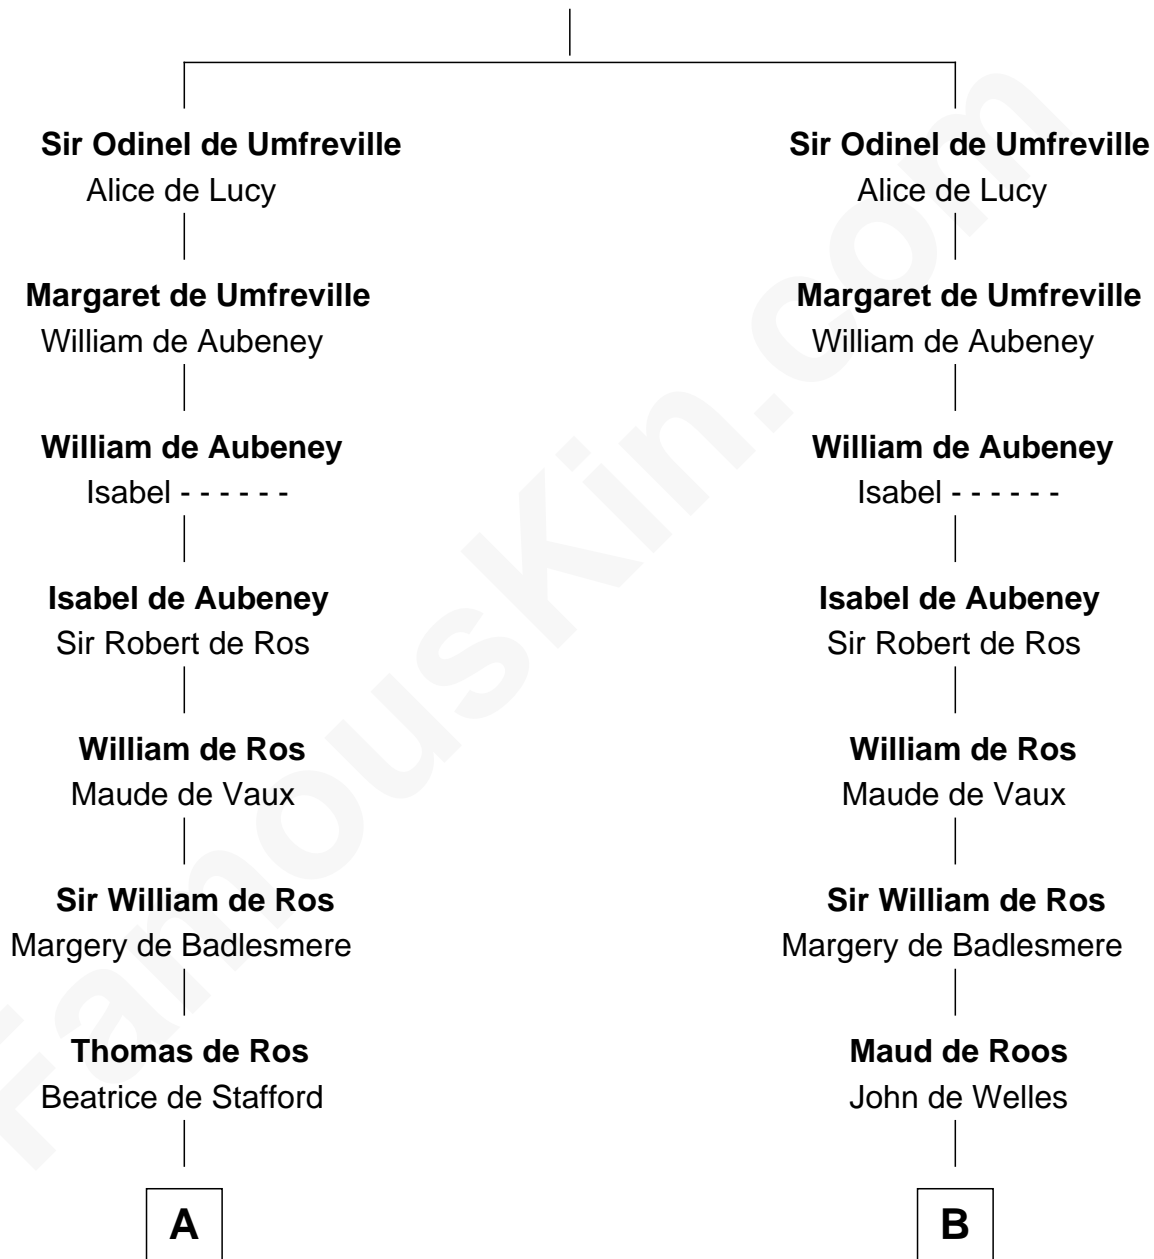 Sir Odinel de Umfreville
Alice de Lucy
Margaret de Umfreville
William de Aubeney
William de Aubeney
Isabel - - - - - -
Isabel de Aubeney
Sir Robert de Ros
William de Ros
Maude de Vaux
Sir William de Ros
Margery de Badlesmere
Thomas de Ros
Beatrice de Stafford
A
Sir Odinel de Umfreville
Alice de Lucy
Margaret de Umfreville
William de Aubeney
William de Aubeney
Isabel - - - - - -
Isabel de Aubeney
Sir Robert de Ros
William de Ros
Maude de Vaux
Sir William de Ros
Margery de Badlesmere
Maud de Roos
John de Welles
B
FamousKin.com